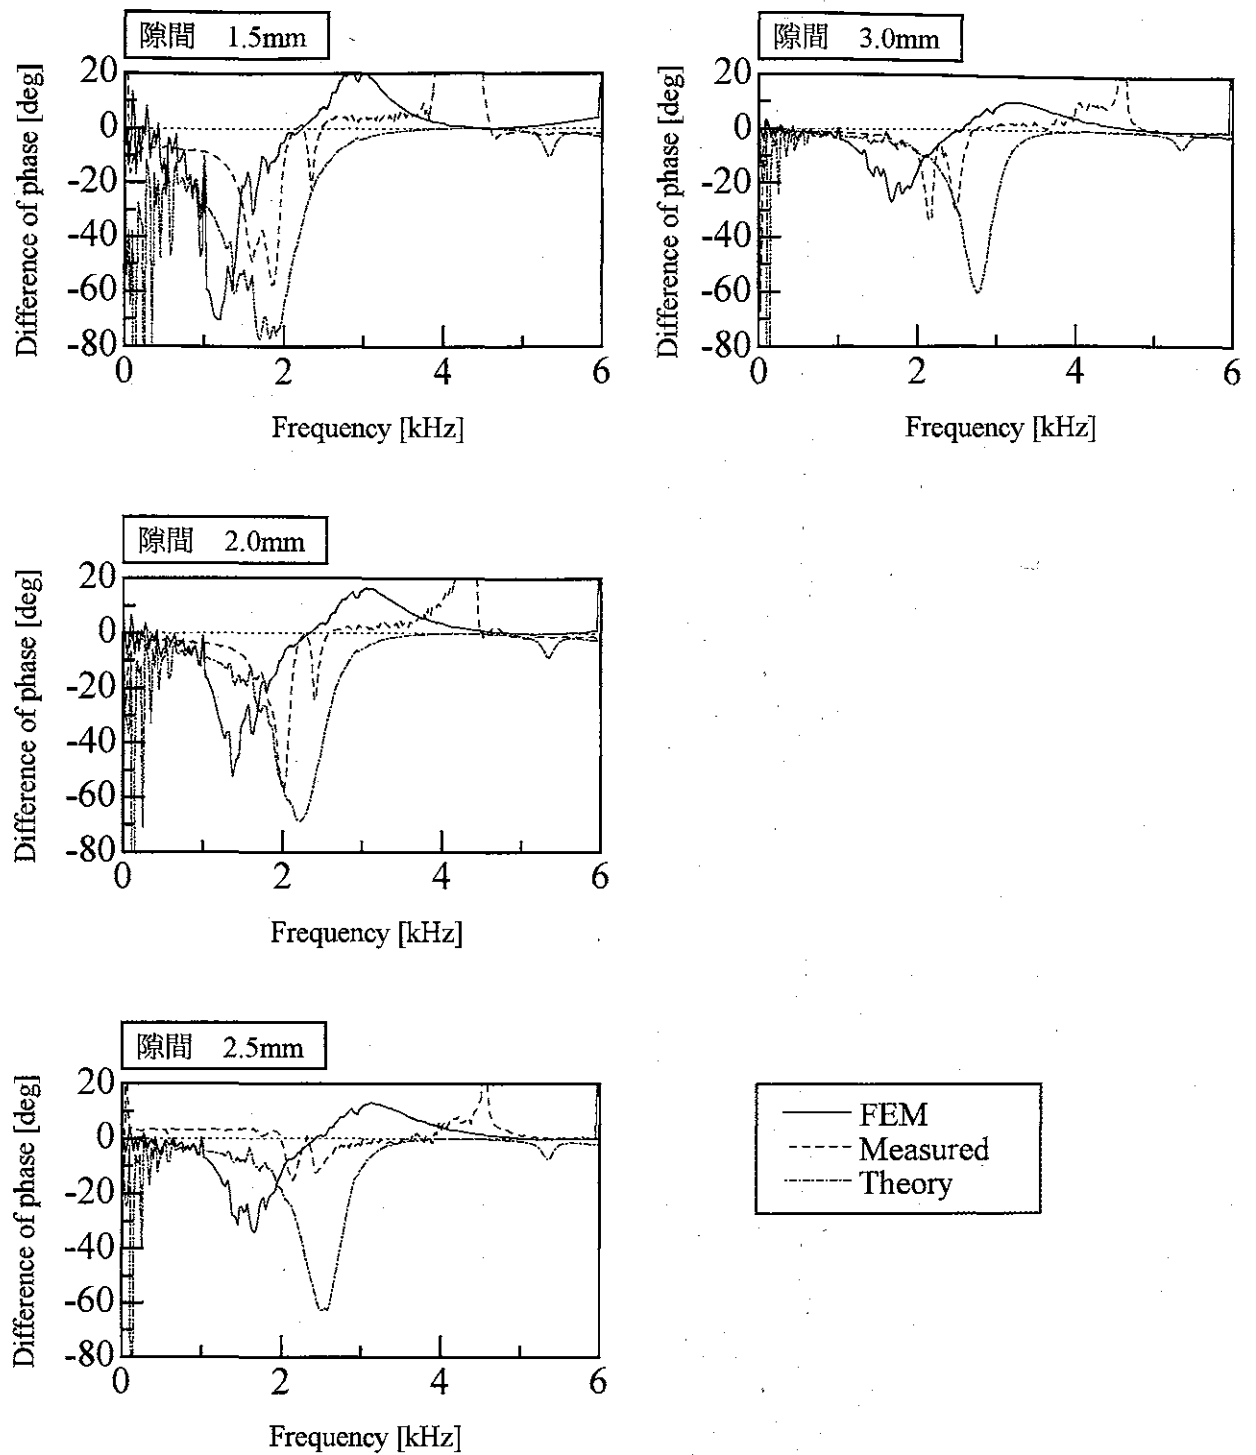 隙間 1.5mm
Difference of phase [deg]
20
0
-20
-40
-60
-80
0 2 4 6
Frequency [kHz]
隙間 3.0mm
Difference of phase [deg]
20
0
-20
-40
-60
-80
0 2 4 6
Frequency [kHz]
隙間 2.0mm
Difference of phase [deg]
20
0
-20
-40
-60
-80
0 2 4 6
Frequency [kHz]
隙間 2.5mm
Difference of phase [deg]
20
0
-20
-40
-60
-80
0 2 4 6
Frequency [kHz]
FEM
Measured
Theory